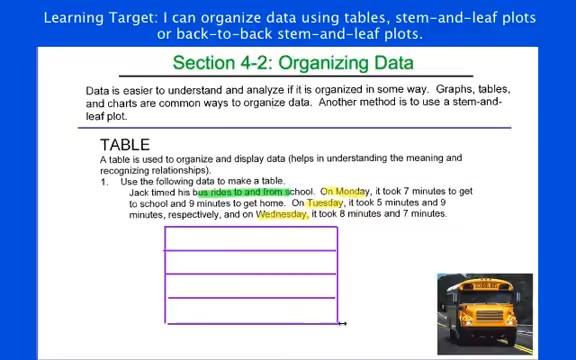 Learning Target: I can organize data using tables, stem-and-leaf plots
or back-to-back stem-and-leaf plots.
Section 4-2: Organizing Data
Data is easier to understand and analyze if it is organized in some way. Graphs, tables,
and charts are common ways to organize data. Another method is to use a stem-and-
leaf plot.
TABLE
A table is used to organize and display data (helps in understanding the meaning and
recognizing relationships).
1. Use the following data to make a table.
Jack timed his bus rides to and from school. On Monday, it took 7 minutes to get
to school and 9 minutes to get home. On Tuesday, it took 5 minutes and 9
minutes, respectively, and on Wednesday, it took 8 minutes and 7 minutes.
SCHOOL BUS